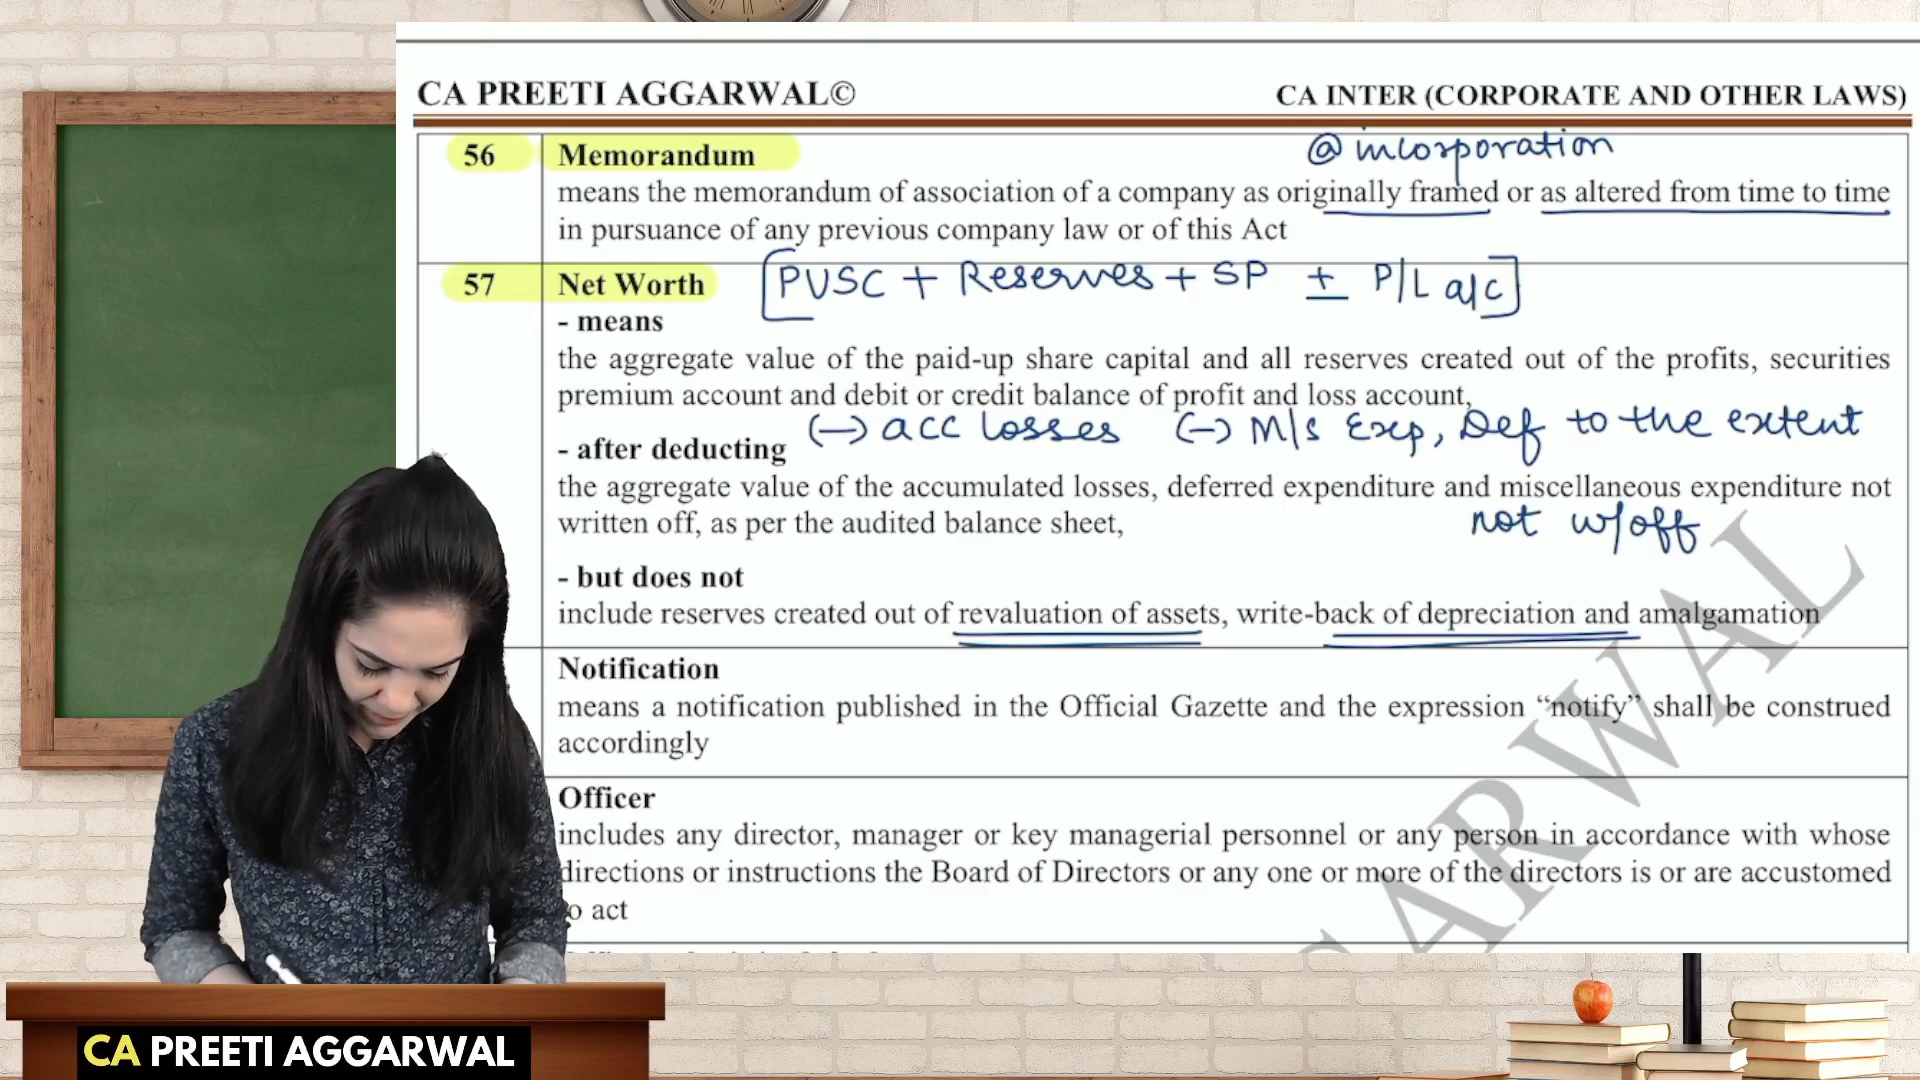 CA PREETI AGGARWAL© CA INTER (CORPORATE AND OTHER LAWS)
56 Memorandum @ incorporation
means the memorandum of association of a company as originally framed or as altered from time to time
in pursuance of any previous company law or of this Act
57 Net Worth [PUSC + Reserves + SP ± P/L a/c]
- means
the aggregate value of the paid-up share capital and all reserves created out of the profits, securities
premium account and debit or credit balance of profit and loss account,
(-) acc losses (-) M/s Exp, Def to the extent
- after deducting
the aggregate value of the accumulated losses, deferred expenditure and miscellaneous expenditure not
written off, as per the audited balance sheet,
not w/off
- but does not
include reserves created out of revaluation of assets, write-back of depreciation and amalgamation
Notification
means a notification published in the Official Gazette and the expression “notify” shall be construed
accordingly
Officer
includes any director, manager or key managerial personnel or any person in accordance with whose
directions or instructions the Board of Directors or any one or more of the directors is or are accustomed
o act
GARWAL
CA PREETI AGGARWAL